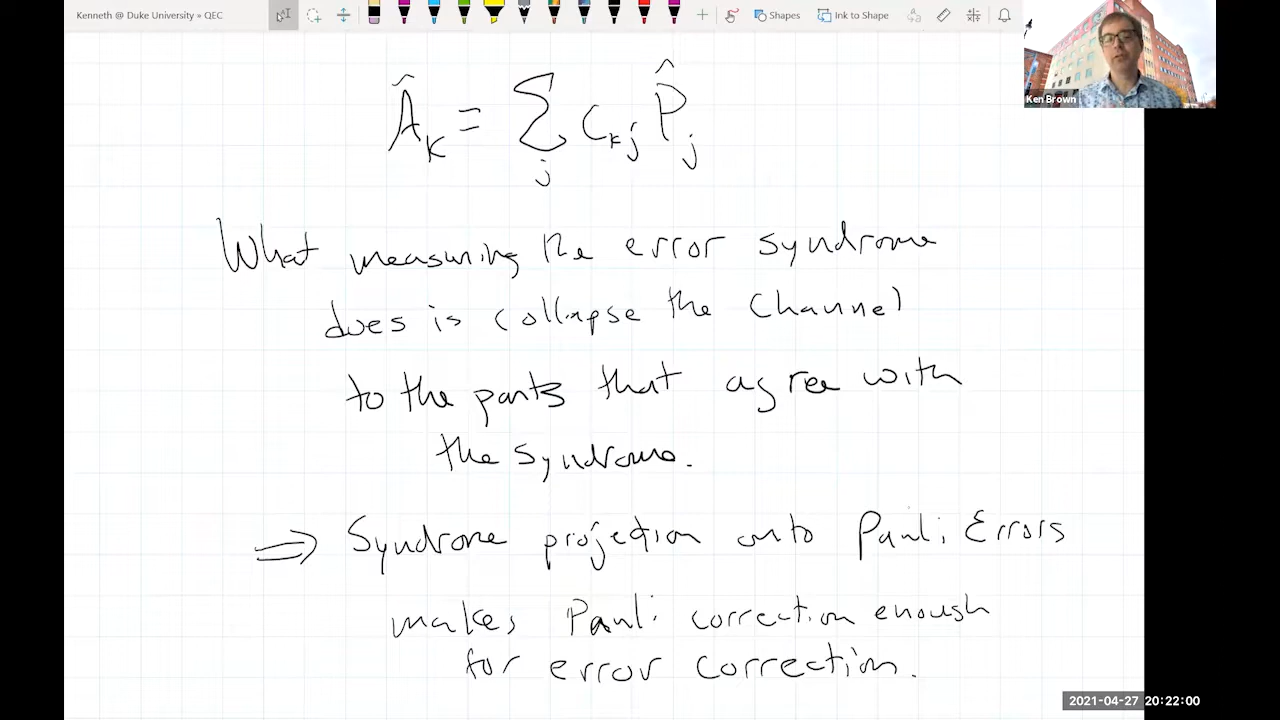 Kenneth @ Duke University » QEC
Shapes
Ink to Shape
Ken Brown
Â_K = Σ_j C_kj P̂_j
What measuring the error syndrome
does is collapse the Channel
to the parts that agree with
the syndrome.
⇒ Syndrome projection onto Pauli Errors
makes Pauli correction enough
for error correction.
2021-04-27 20:22:00